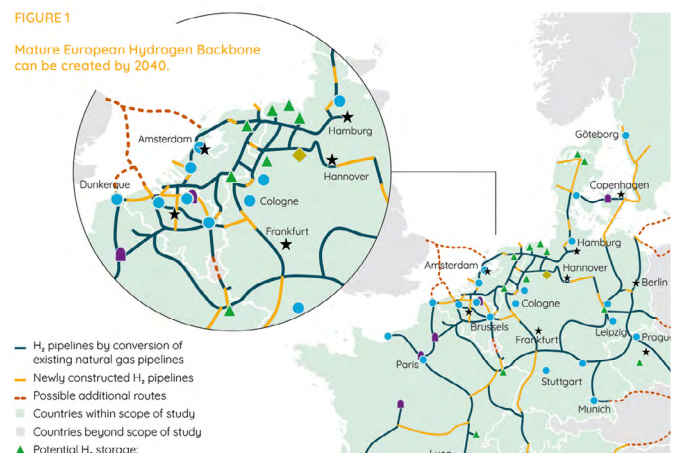 FIGURE 1
Mature European Hydrogen Backbone
can be created by 2040.
Amsterdam
Hamburg
Hannover
Dunkerque
Cologne
Frankfurt
Göteborg
Copenhagen
Hamburg
Amsterdam
Hannover
Berlin
Cologne
Brussels
Leipzig
Frankfurt
Prague
Paris
Stuttgart
Munich
H₂ pipelines by conversion of
existing natural gas pipelines
Newly constructed H₂ pipelines
Possible additional routes
Countries within scope of study
Countries beyond scope of study
Potential H₂ storage: